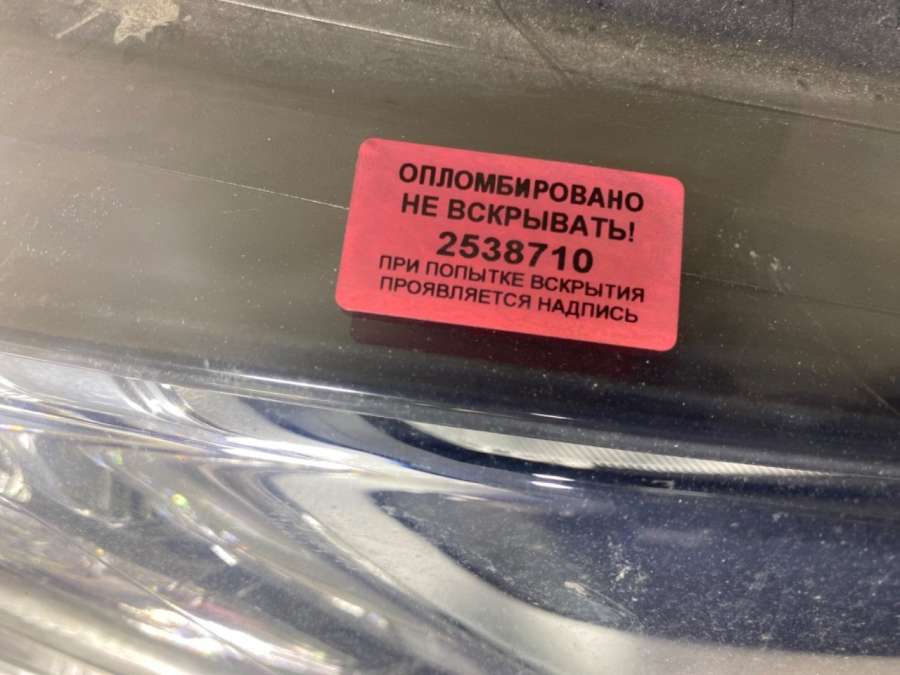 ОПЛОМБИРОВАНО
НЕ ВСКРЫВАТЬ!
2538710
ПРИ ПОПЫТКЕ ВСКРЫТИЯ
ПРОЯВЛЯЕТСЯ НАДПИСЬ